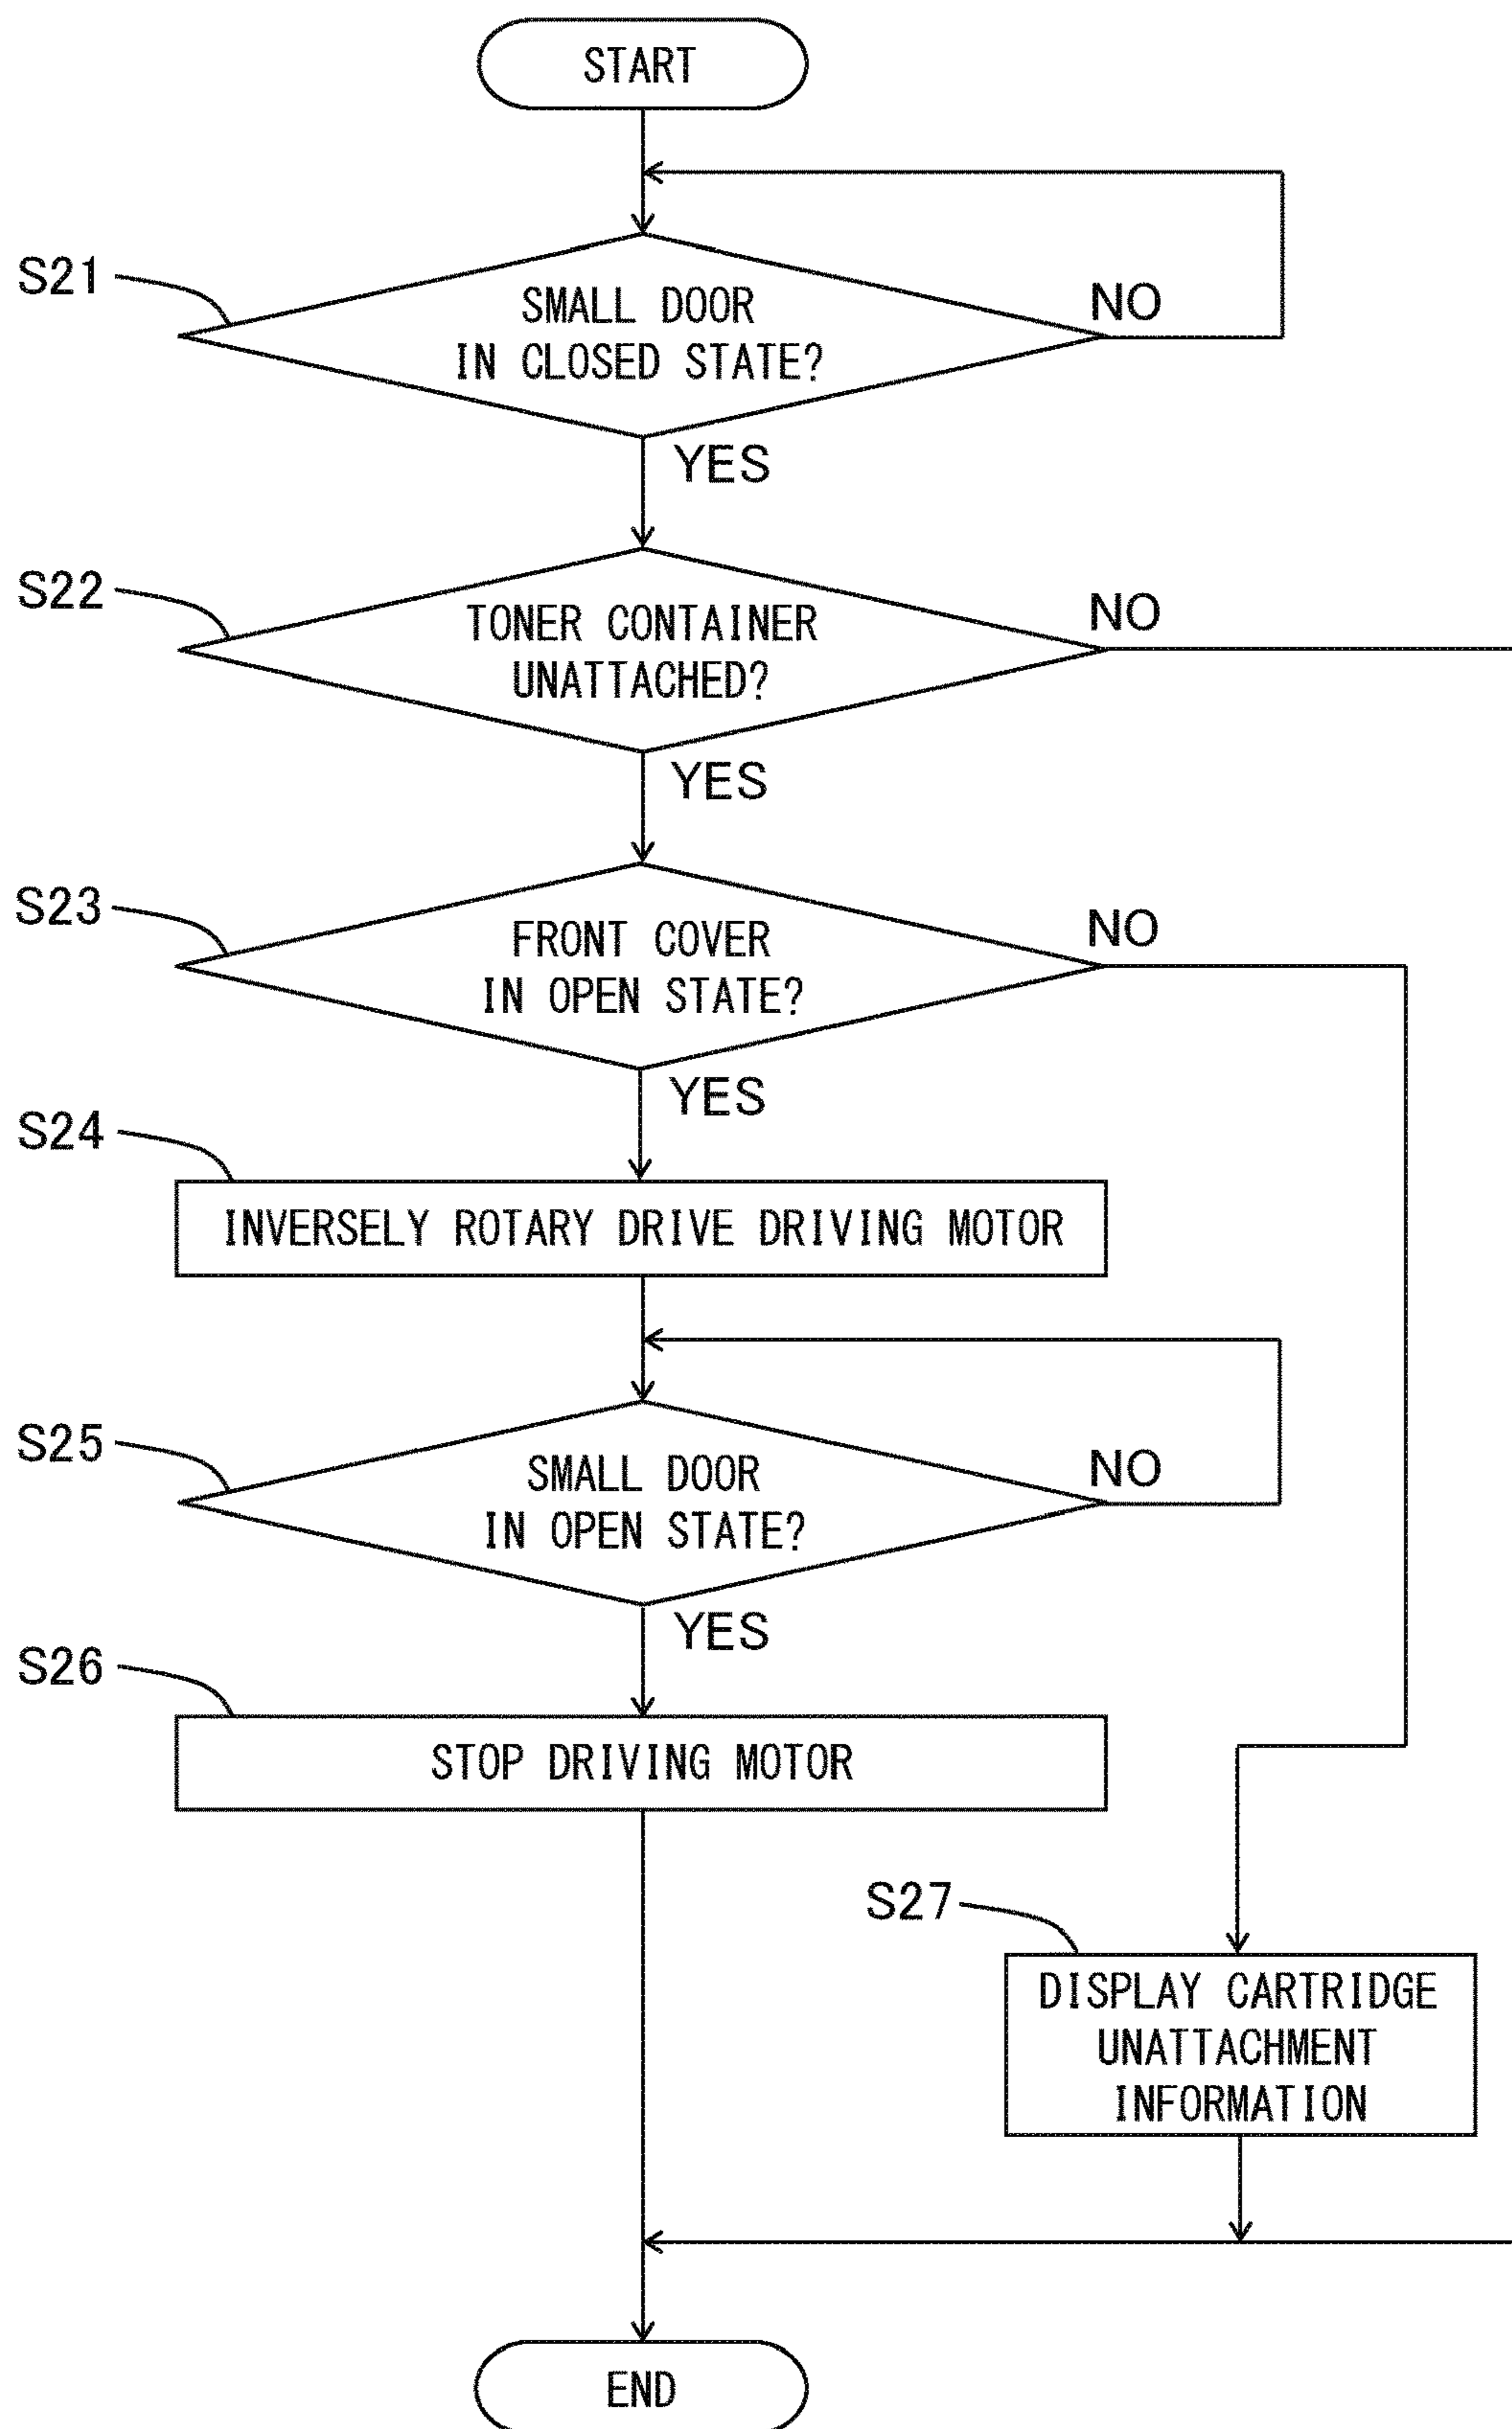 START
S21
SMALL DOOR
IN CLOSED STATE?
NO
YES
S22
TONER CONTAINER
UNATTACHED?
NO
YES
S23
FRONT COVER
IN OPEN STATE?
NO
YES
S24
INVERSELY ROTARY DRIVE DRIVING MOTOR
S25
SMALL DOOR
IN OPEN STATE?
NO
YES
S26
STOP DRIVING MOTOR
S27
DISPLAY CARTRIDGE
UNATTACHMENT
INFORMATION
END